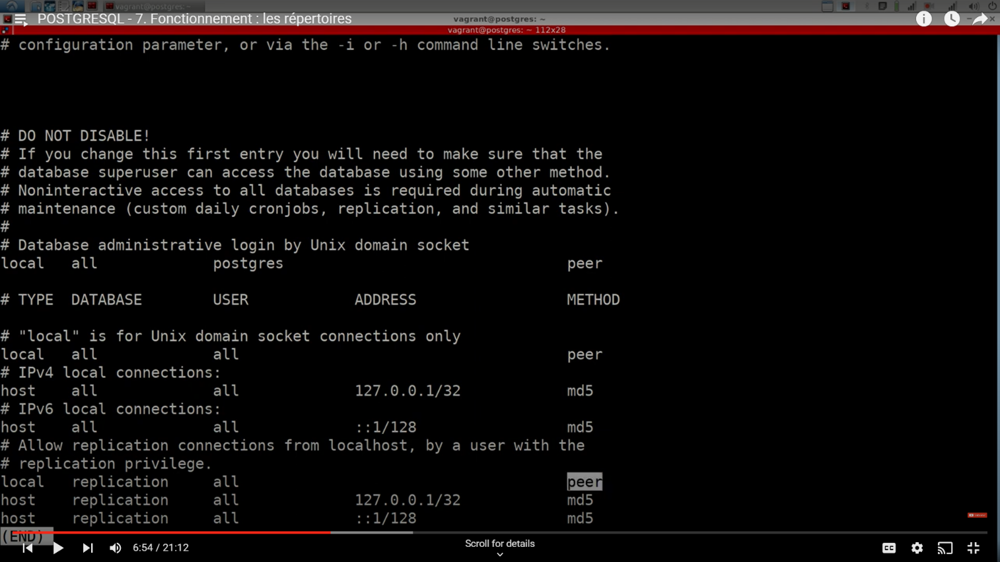 vagrant@postgres: ~
POSTGRESQL - 7. Fonctionnement : les répertoires
vagrant@postgres: ~
vagrant@postgres: ~ 112x28
# configuration parameter, or via the -i or -h command line switches.
# DO NOT DISABLE!
# If you change this first entry you will need to make sure that the
# database superuser can access the database using some other method.
# Noninteractive access to all databases is required during automatic
# maintenance (custom daily cronjobs, replication, and similar tasks).
#
# Database administrative login by Unix domain socket
local all postgres peer
# TYPE DATABASE USER ADDRESS METHOD
# "local" is for Unix domain socket connections only
local all all peer
# IPv4 local connections:
host all all 127.0.0.1/32 md5
# IPv6 local connections:
host all all ::1/128 md5
# Allow replication connections from localhost, by a user with the
# replication privilege.
local replication all peer
host replication all 127.0.0.1/32 md5
host replication all ::1/128 md5
(END)
6:54 / 21:12
Scroll for details
CC